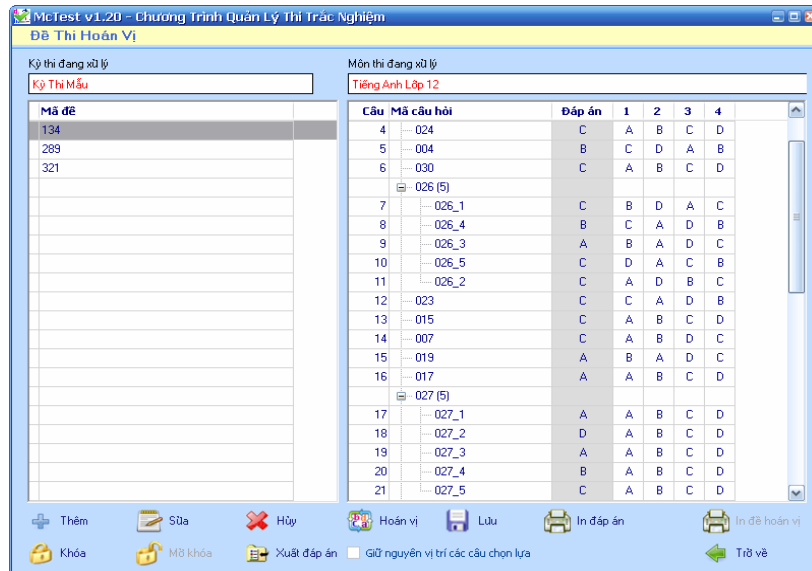 McTest v1.20 - Chương Trình Quản Lý Thi Trắc Nghiệm
Đề Thi Hoán Vị
Kỳ thi đang xử lý
Kỳ Thi Mẫu
Môn thi đang xử lý
Tiếng Anh Lớp 12
Mã đề
134
289
321
Câu Mã câu hỏi Đáp án 1 2 3 4
4 024 C A B C D
5 004 B C D A B
6 030 C A B C D
026 (5)
7 026_1 C B D A C
8 026_4 B C A D B
9 026_3 A B A D C
10 026_5 C D A C B
11 026_2 C A D B C
12 023 C C A D B
13 015 C A B C D
14 007 C A B D C
15 019 A B A D C
16 017 A A B C D
027 (5)
17 027_1 A A B C D
18 027_2 D A B C D
19 027_3 A A B C D
20 027_4 B A B C D
21 027_5 C A B C D
Thêm Sửa Hủy Hoán vị Lưu In đáp án In đề hoán vị
Khóa Mở khóa Xuất đáp án Giữ nguyên vị trí các câu chọn lựa Trở về